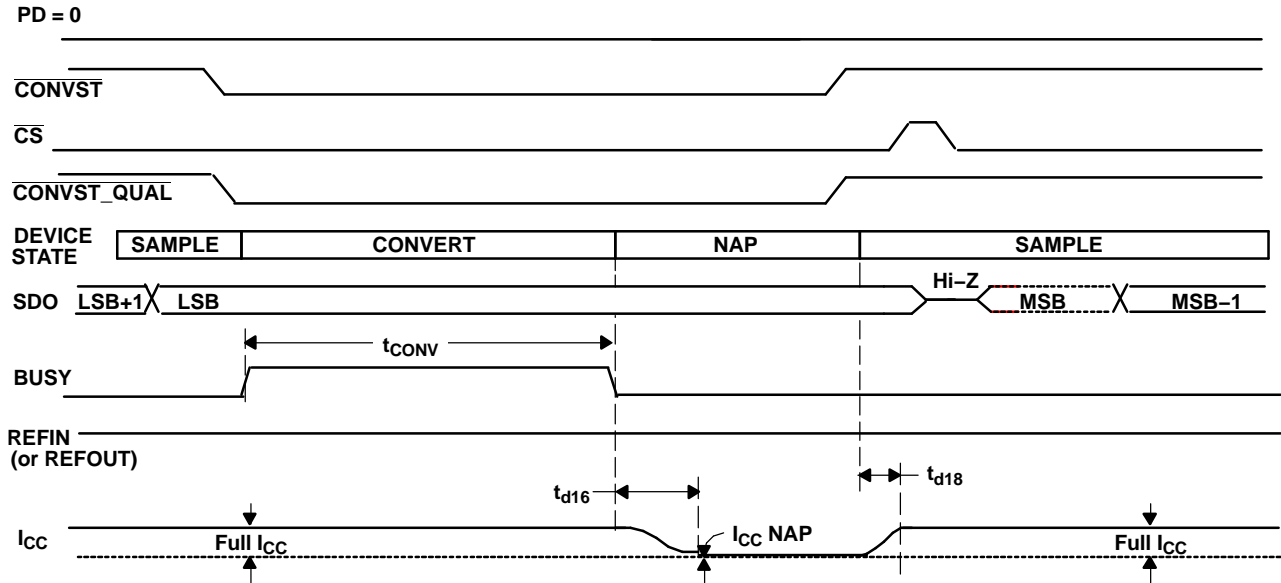 PD = 0
CONVST
CS
CONVST_QUAL
DEVICE STATE
SAMPLE
CONVERT
NAP
SAMPLE
SDO
LSB+1
LSB
Hi–Z
MSB
MSB–1
tCONV
BUSY
REFIN
(or REFOUT)
td16
td18
ICC
Full ICC
ICC NAP
Full ICC